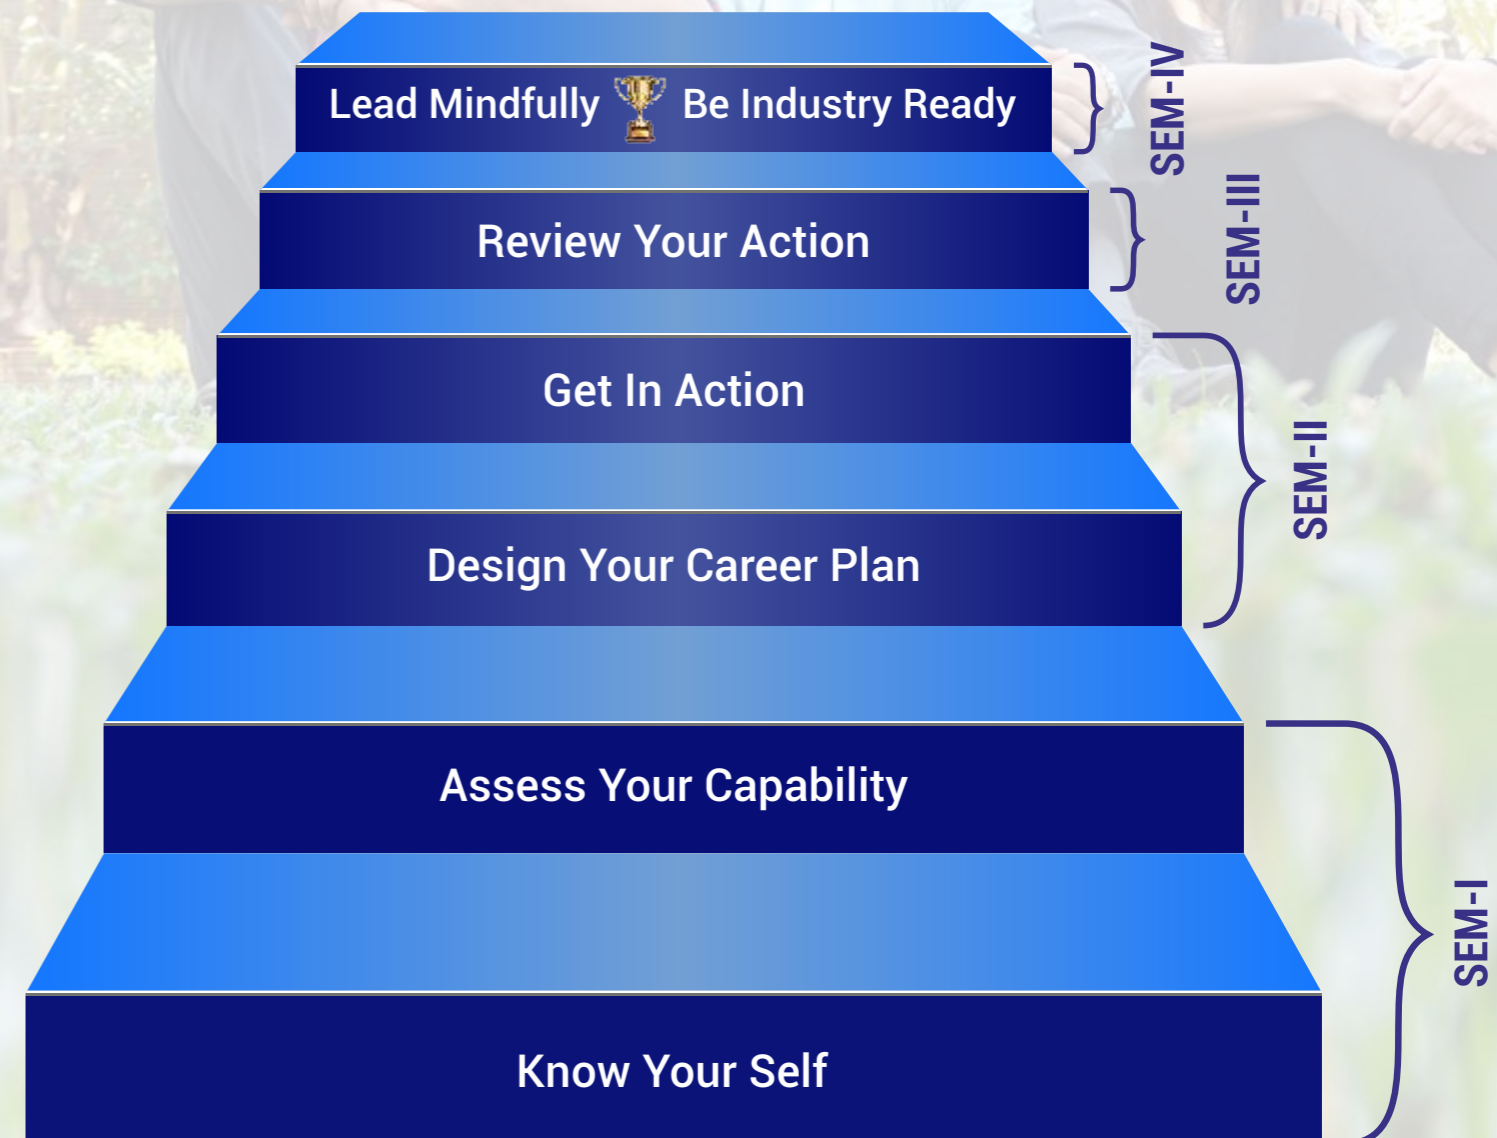 Lead Mindfully Be Industry Ready
SEM-IV
Review Your Action
SEM-III
Get In Action
SEM-II
Design Your Career Plan
Assess Your Capability
SEM-I
Know Your Self